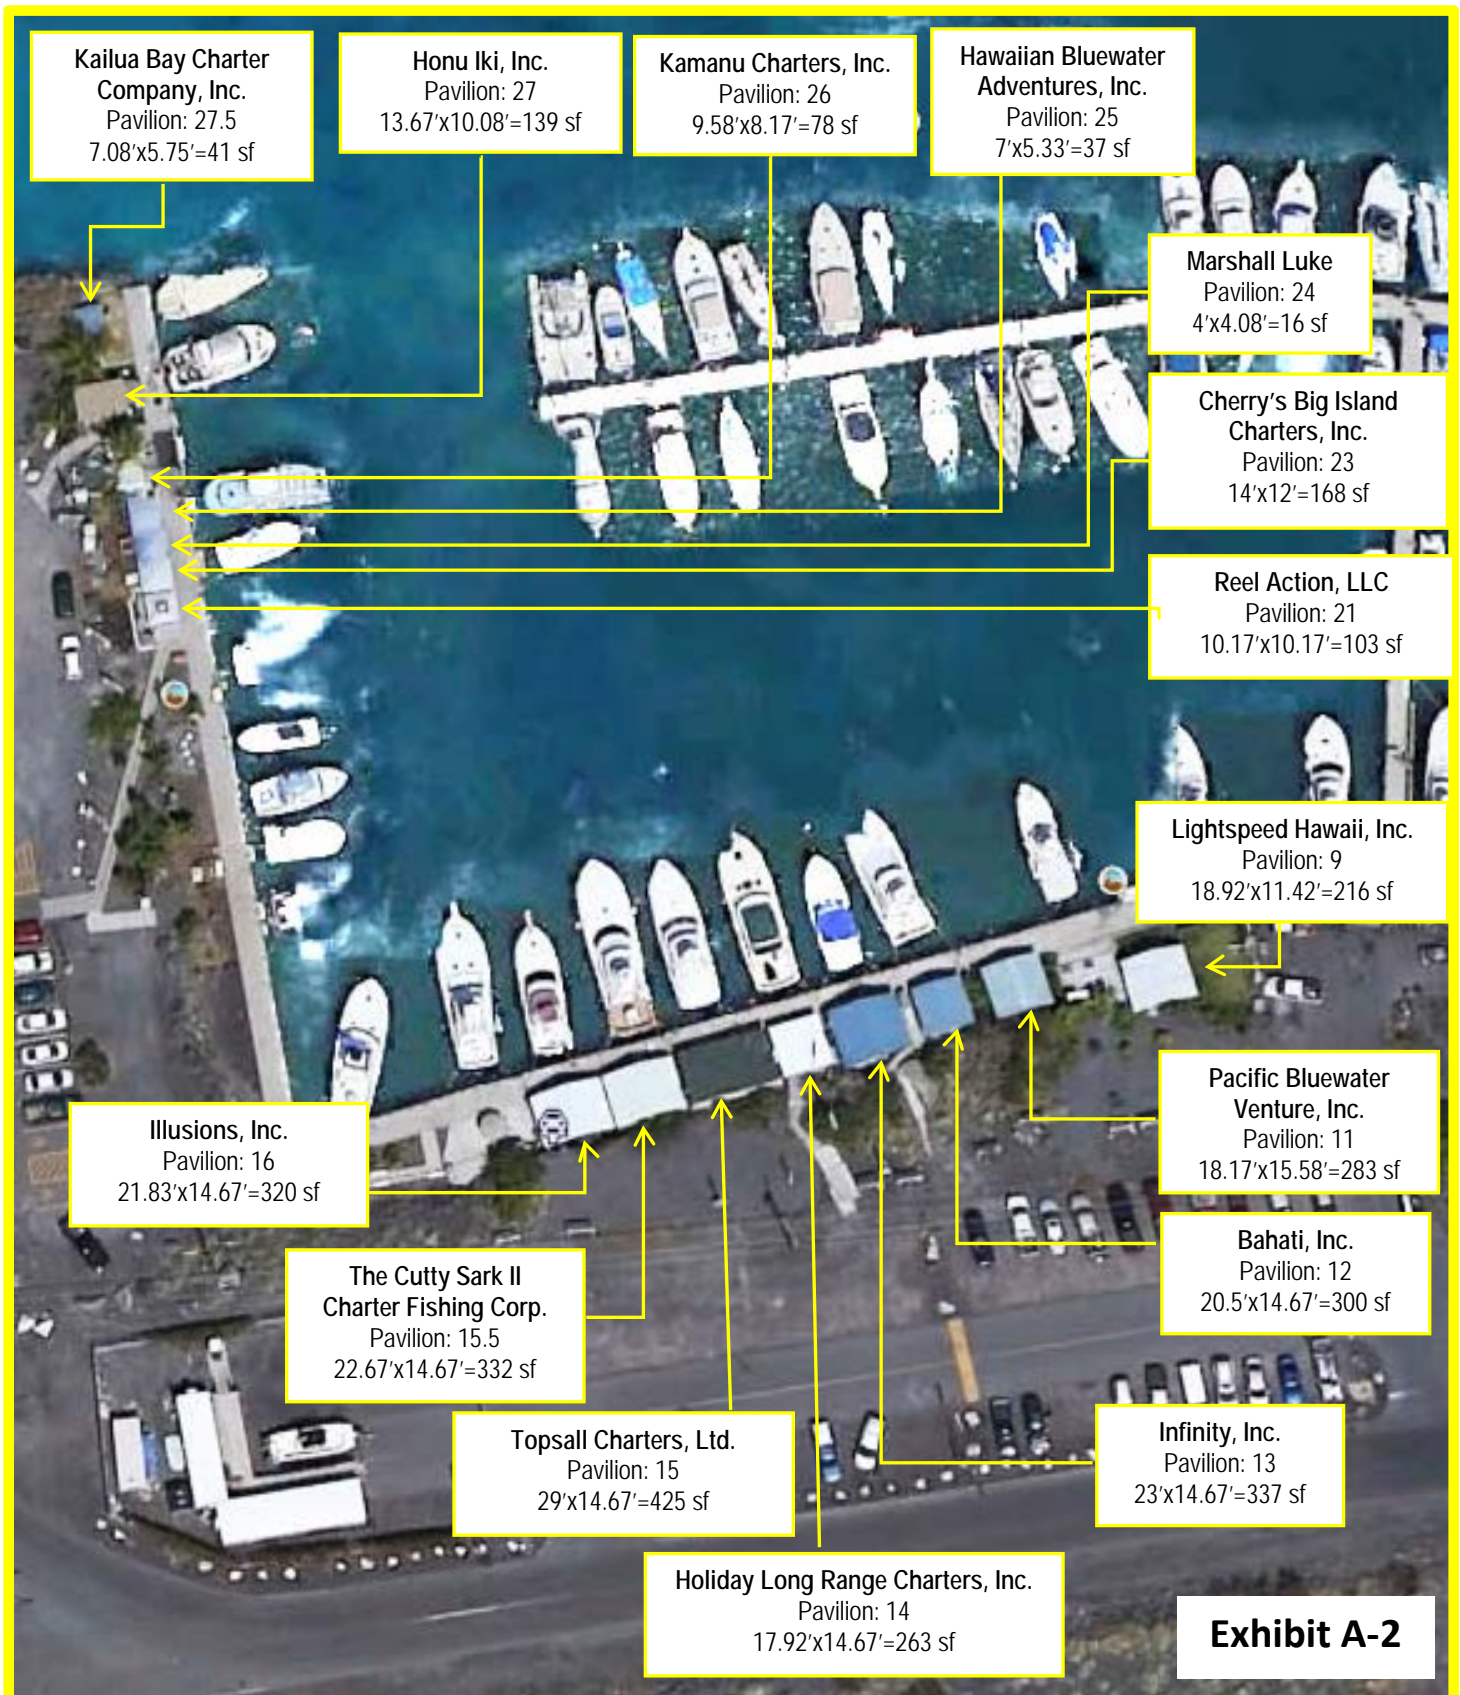 Kailua Bay Charter
Company, Inc.
Pavilion: 27.5
7.08'x5.75'=41 sf
Honu Iki, Inc.
Pavilion: 27
13.67'x10.08'=139 sf
Kamanu Charters, Inc.
Pavilion: 26
9.58'x8.17'=78 sf
Hawaiian Bluewater
Adventures, Inc.
Pavilion: 25
7'x5.33'=37 sf
Marshall Luke
Pavilion: 24
4'x4.08'=16 sf
Cherry's Big Island
Charters, Inc.
Pavilion: 23
14'x12'=168 sf
Reel Action, LLC
Pavilion: 21
10.17'x10.17'=103 sf
Lightspeed Hawaii, Inc.
Pavilion: 9
18.92'x11.42'=216 sf
Pacific Bluewater
Venture, Inc.
Pavilion: 11
18.17'x15.58'=283 sf
Illusions, Inc.
Pavilion: 16
21.83'x14.67'=320 sf
Bahati, Inc.
Pavilion: 12
20.5'x14.67'=300 sf
The Cutty Sark II
Charter Fishing Corp.
Pavilion: 15.5
22.67'x14.67'=332 sf
Topsall Charters, Ltd.
Pavilion: 15
29'x14.67'=425 sf
Infinity, Inc.
Pavilion: 13
23'x14.67'=337 sf
Holiday Long Range Charters, Inc.
Pavilion: 14
17.92'x14.67'=263 sf
Exhibit A-2